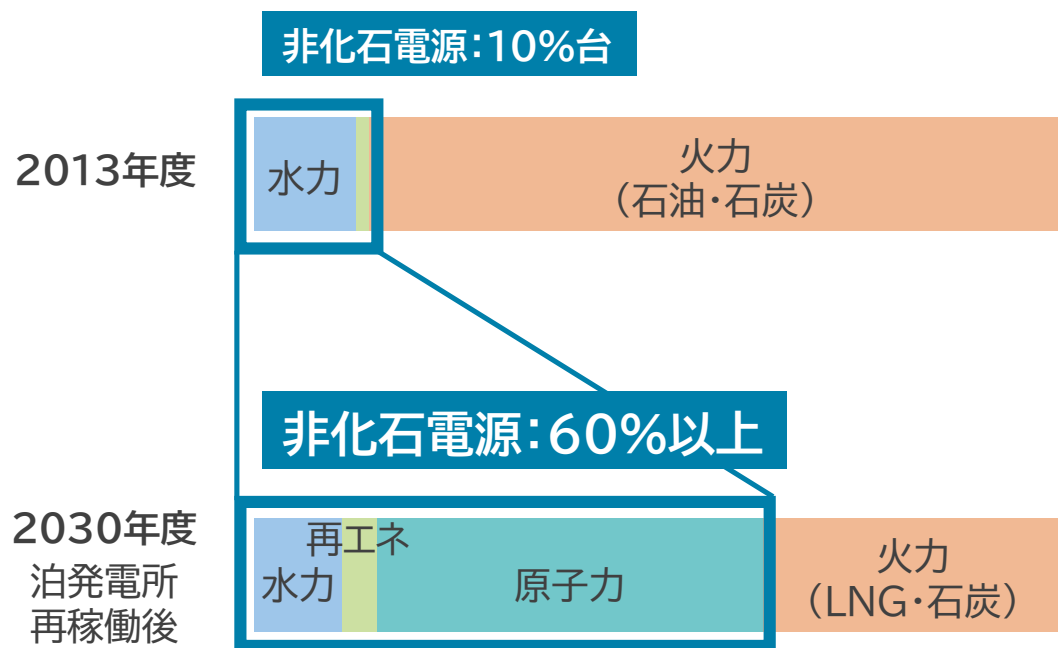 非化石電源：10%台
2013年度
水力
火力
（石油・石炭）
非化石電源：60%以上
2030年度
泊発電所
再稼働後
再エネ
水力
原子力
火力
（LNG・石炭）